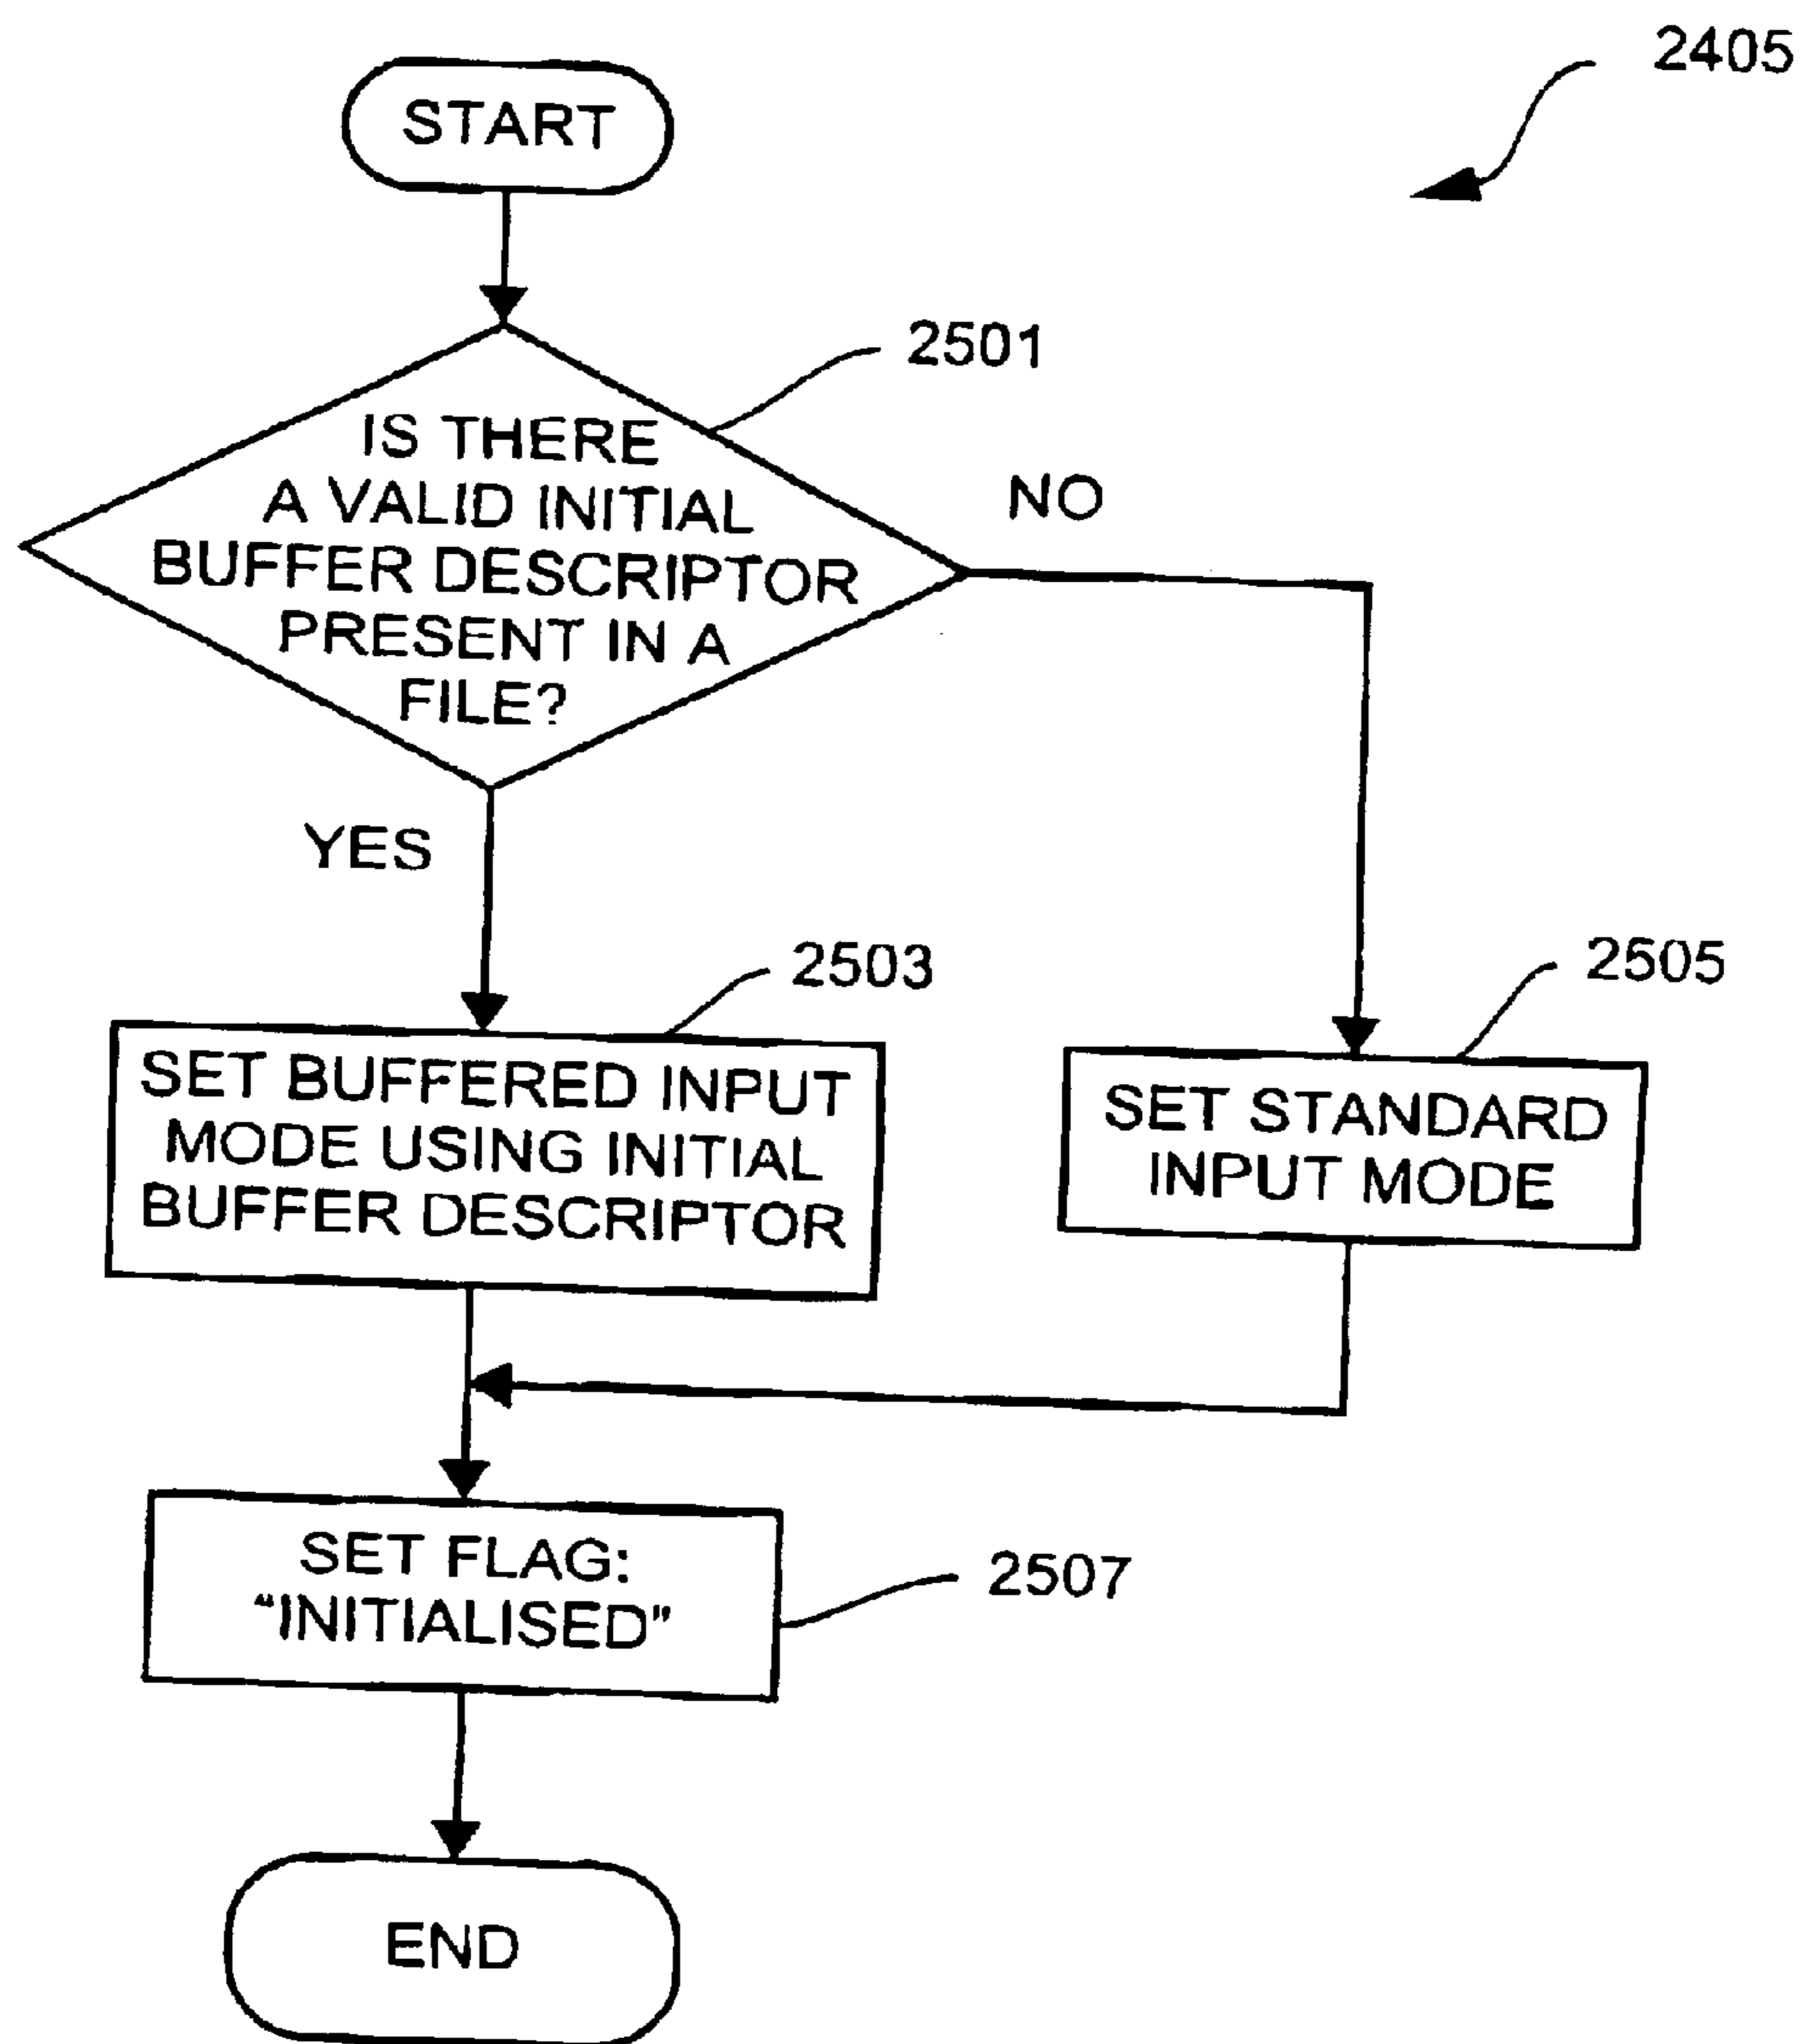 2405
START
2501
IS THERE
A VALID INITIAL
BUFFER DESCRIPTOR
PRESENT IN A
FILE?
NO
YES
2503
2505
SET BUFFERED INPUT
MODE USING INITIAL
BUFFER DESCRIPTOR
SET STANDARD
INPUT MODE
SET FLAG:
“INITIALISED”
2507
END